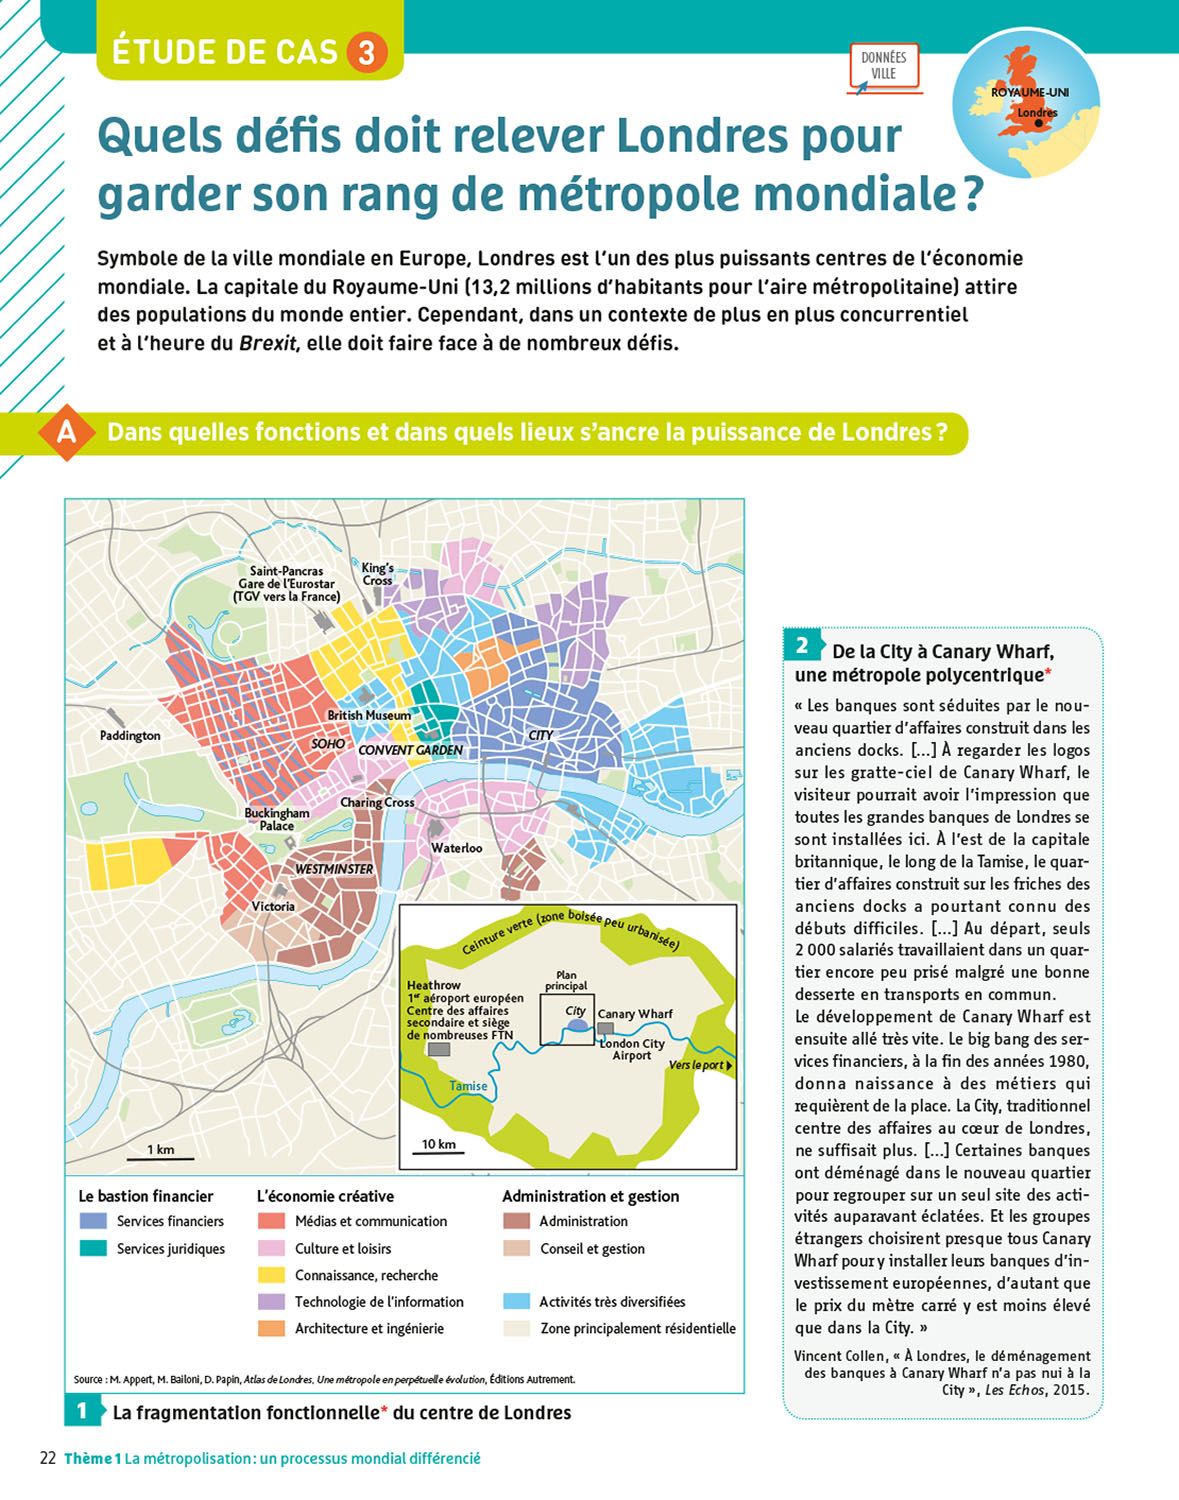 ÉTUDE DE CAS 3
DONNÉES
VILLE
ROYAUME-UNI
Londres
Quels défis doit relever Londres pour
garder son rang de métropole mondiale ?
Symbole de la ville mondiale en Europe, Londres est l'un des plus puissants centres de l'économie
mondiale. La capitale du Royaume-Uni (13,2 millions d'habitants pour l'aire métropolitaine) attire
des populations du monde entier. Cependant, dans un contexte de plus en plus concurrentiel
et à l'heure du Brexit, elle doit faire face à de nombreux défis.
A Dans quelles fonctions et dans quels lieux s'ancre la puissance de Londres ?
Saint-Pancras
Gare de l'Eurostar
(TGV vers la France)
King's
Cross
Paddington
British Museum
SOHO
CONVENT GARDEN
CITY
Charing Cross
Buckingham
Palace
Waterloo
WESTMINSTER
Victoria
1 km
Ceinture verte (zone boisée peu urbanisée)
Heathrow
1er aéroport européen
Centre des affaires
secondaire et siège
de nombreuses FTN
Plan
principal
City
Canary Wharf
London City
Airport
Vers le port
Tamise
10 km
Le bastion financier
Services financiers
Services juridiques
L'économie créative
Médias et communication
Culture et loisirs
Connaissance, recherche
Technologie de l'information
Architecture et ingénierie
Administration et gestion
Administration
Conseil et gestion
Activités très diversifiées
Zone principalement résidentielle
Source : M. Appert, M. Bailoni, D. Papin, Atlas de Londres. Une métropole en perpétuelle évolution, Éditions Autrement.
1 La fragmentation fonctionnelle* du centre de Londres
2 De la City à Canary Wharf,
une métropole polycentrique*
« Les banques sont séduites par le nou-
veau quartier d'affaires construit dans les
anciens docks. [...] À regarder les logos
sur les gratte-ciel de Canary Wharf, le
visiteur pourrait avoir l'impression que
toutes les grandes banques de Londres se
sont installées ici. À l'est de la capitale
britannique, le long de la Tamise, le quar-
tier d'affaires construit sur les friches des
anciens docks a pourtant connu des
débuts difficiles. [...] Au départ, seuls
2 000 salariés travaillaient dans un quar-
tier encore peu prisé malgré une bonne
desserte en transports en commun.
Le développement de Canary Wharf est
ensuite allé très vite. Le big bang des ser-
vices financiers, à la fin des années 1980,
donna naissance à des métiers qui
requièrent de la place. La City, traditionnel
centre des affaires au cœur de Londres,
ne suffisait plus. [...] Certaines banques
ont déménagé dans le nouveau quartier
pour regrouper sur un seul site des acti-
vités auparavant éclatées. Et les groupes
étrangers choisirent presque tous Canary
Wharf pour y installer leurs banques d'in-
vestissement européennes, d'autant que
le prix du mètre carré y est moins élevé
que dans la City. »
Vincent Collen, « À Londres, le déménagement
des banques à Canary Wharf n'a pas nui à la
City », Les Echos, 2015.
22 Thème 1 La métropolisation : un processus mondial différencié